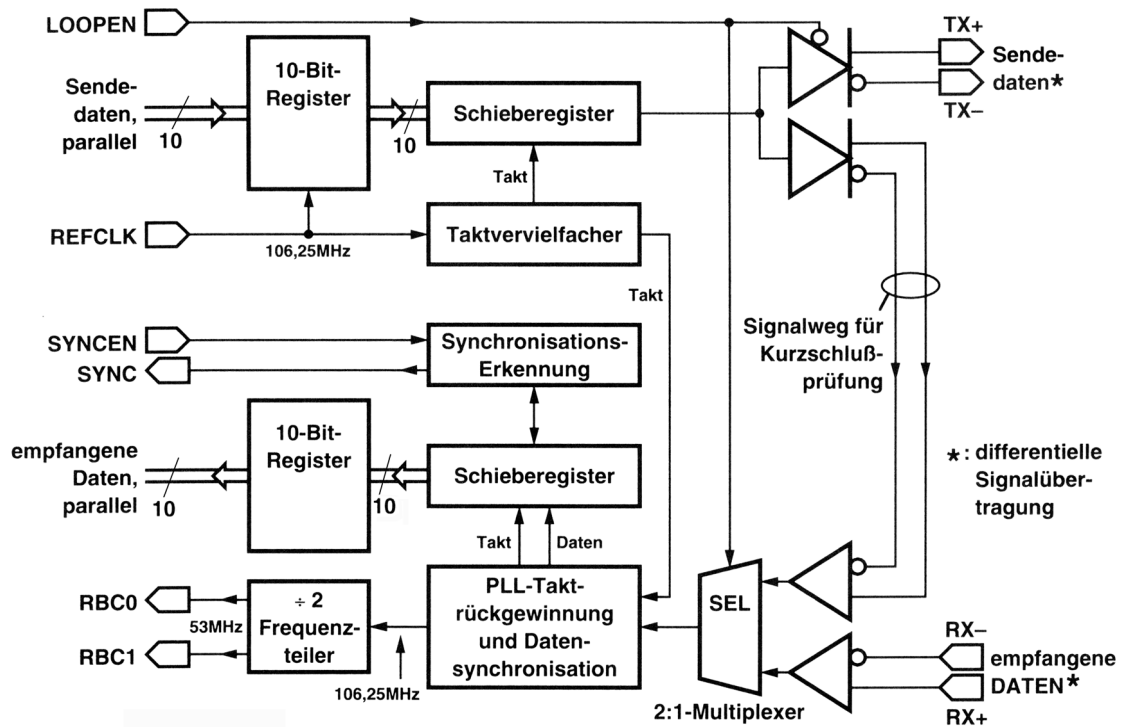 LOOPEN
TX+
Sende-
daten*
TX–
10-Bit-
Register
Sende-
daten,
parallel
10
10
Schieberegister
Takt
REFCLK
106,25MHz
Taktvervielfacher
Takt
SYNCEN
SYNC
Synchronisations-
Erkennung
Signalweg für
Kurzschluß-
prüfung
10-Bit-
Register
empfangene
Daten,
parallel
10
10
Schieberegister
*: differentielle
Signalüber-
tragung
Takt
Daten
RBC0
53MHz
RBC1
÷ 2
Frequenz-
teiler
106,25MHz
PLL-Takt-
rückgewinnung
und Daten-
synchronisation
SEL
2:1-Multiplexer
RX–
empfangene
DATEN*
RX+